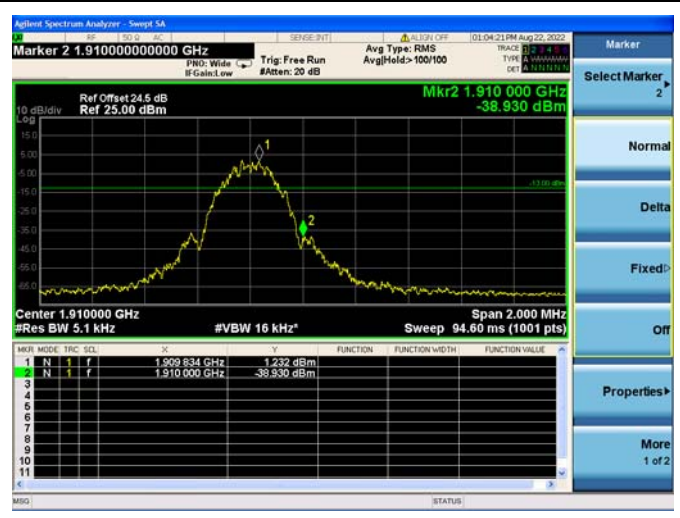 Agilent Spectrum Analyzer - Swept SA
RF 50 Ω AC SENSE:INT ALIGN OFF 01:04:21 PM Aug 22, 2022
Marker 2 1.910000000000 GHz
PNO: Wide
IFGain:Low
Trig: Free Run
#Atten: 20 dB
Avg Type: RMS
Avg|Hold:>100/100
TRACE 1 2 3 4 5 6
TYPE
DET A N N N N N
Mkr2 1.910 000 GHz
-38.930 dBm
Ref Offset 24.5 dB
10 dB/div Ref 25.00 dBm
Log
15.0
5.00
-5.00
-15.0
-25.0
-35.0
-45.0
-55.0
-65.0
1
2
-13.00 dBm
Center 1.910000 GHz Span 2.000 MHz
#Res BW 5.1 kHz #VBW 16 kHz* Sweep 94.60 ms (1001 pts)
MKR MODE TRC SCL X Y FUNCTION FUNCTION WIDTH FUNCTION VALUE
1 N 1 f 1.909 834 GHz 1.232 dBm
2 N 1 f 1.910 000 GHz -38.930 dBm
3
4
5
6
7
8
9
10
11
MSG STATUS
Marker
Select Marker
2
Normal
Delta
Fixed
Off
Properties
More
1 of 2